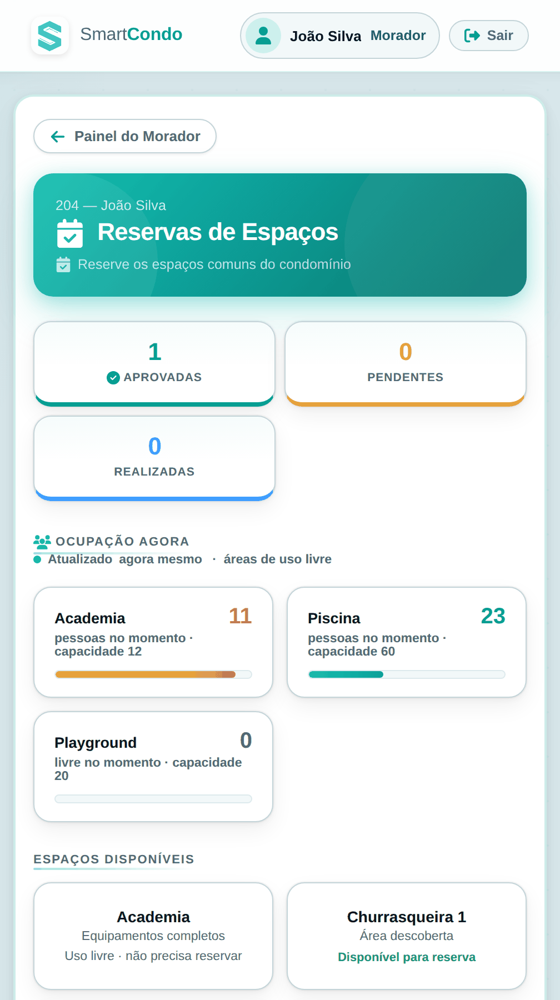 SmartCondo
João Silva Morador
Sair
Painel do Morador
204 — João Silva
Reservas de Espaços
Reserve os espaços comuns do condomínio
1
APROVADAS
0
PENDENTES
0
REALIZADAS
OCUPAÇÃO AGORA
Atualizado agora mesmo · áreas de uso livre
Academia 11
pessoas no momento ·
capacidade 12
Piscina 23
pessoas no momento ·
capacidade 60
Playground 0
livre no momento · capacidade
20
ESPAÇOS DISPONÍVEIS
Academia
Equipamentos completos
Uso livre · não precisa reservar
Churrasqueira 1
Área descoberta
Disponível para reserva